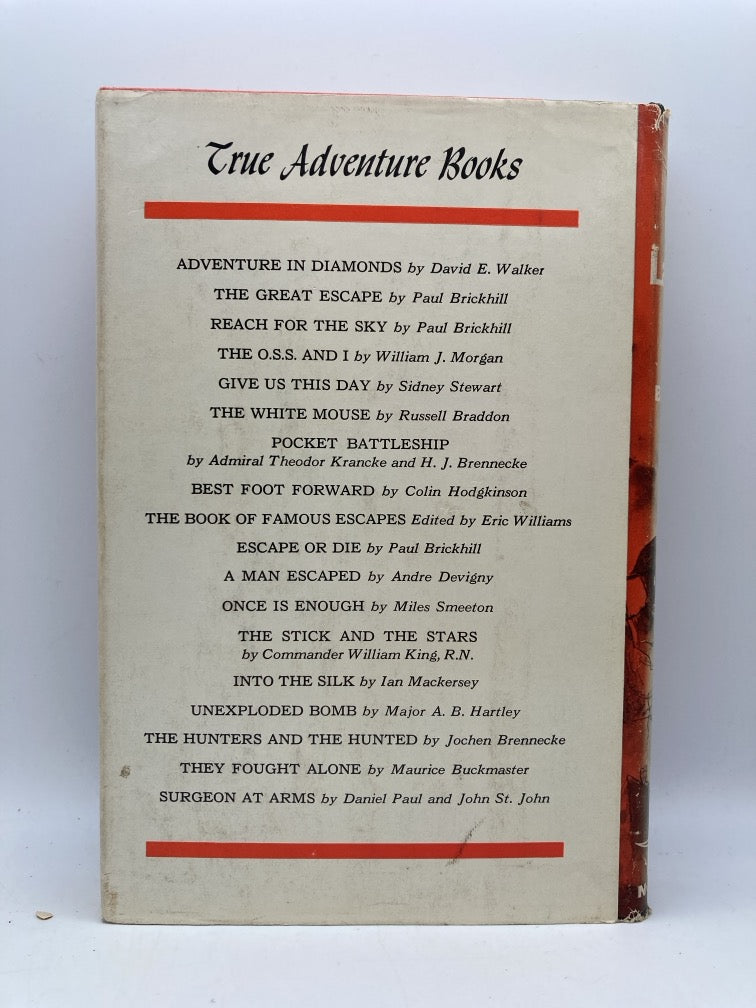 True Adventure Books
ADVENTURE IN DIAMONDS by David E. Walker
THE GREAT ESCAPE by Paul Brickhill
REACH FOR THE SKY by Paul Brickhill
THE O.S.S. AND I by William J. Morgan
GIVE US THIS DAY by Sidney Stewart
THE WHITE MOUSE by Russell Braddon
POCKET BATTLESHIP
by Admiral Theodor Krancke and H. J. Brennecke
BEST FOOT FORWARD by Colin Hodgkinson
THE BOOK OF FAMOUS ESCAPES Edited by Eric Williams
ESCAPE OR DIE by Paul Brickhill
A MAN ESCAPED by Andre Devigny
ONCE IS ENOUGH by Miles Smeeton
THE STICK AND THE STARS
by Commander William King, R.N.
INTO THE SILK by Ian Mackersey
UNEXPLODED BOMB by Major A. B. Hartley
THE HUNTERS AND THE HUNTED by Jochen Brennecke
THEY FOUGHT ALONE by Maurice Buckmaster
SURGEON AT ARMS by Daniel Paul and John St. John